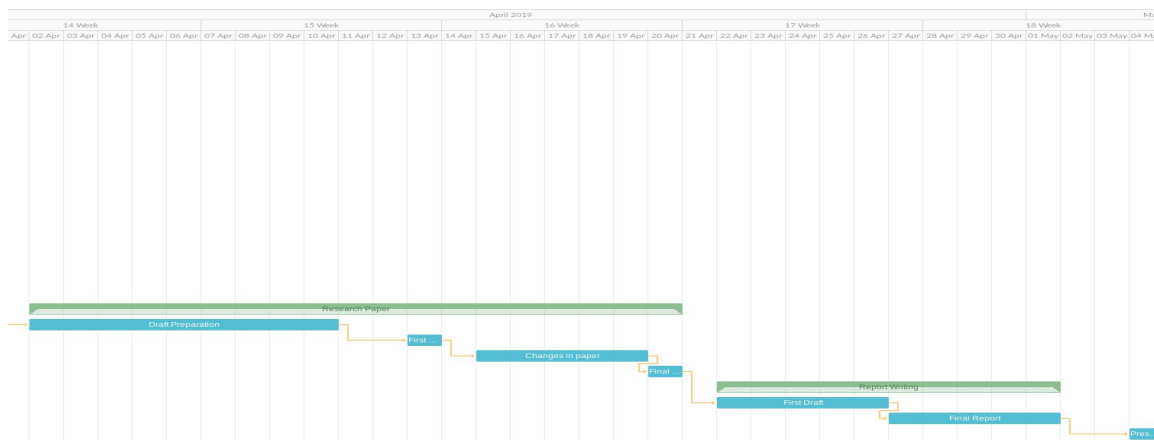 April 2019
Ma
14 Week
15 Week
16 Week
17 Week
18 Week
Apr 02 Apr 03 Apr 04 Apr 05 Apr 06 Apr 07 Apr 08 Apr 09 Apr 10 Apr 11 Apr 12 Apr 13 Apr 14 Apr 15 Apr 16 Apr 17 Apr 18 Apr 19 Apr 20 Apr 21 Apr 22 Apr 23 Apr 24 Apr 25 Apr 26 Apr 27 Apr 28 Apr 29 Apr 30 Apr 01 May 02 May 03 May 04 M
Research Paper
Draft Preparation
First ...
Changes in paper
Final ...
Report Writing
First Draft
Final Report
Pres.